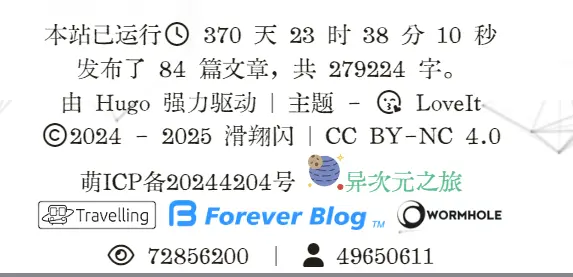 本站已运行 370 天 23 时 38 分 10 秒
发布了 84 篇文章，共 279224 字。
由 Hugo 强力驱动 | 主题 - LoveIt
©2024 - 2025 滑翔闪 | CC BY-NC 4.0
萌ICP备20244204号 异次元之旅
Travelling Forever Blog TM WORMHOLE
72856200 | 49650611